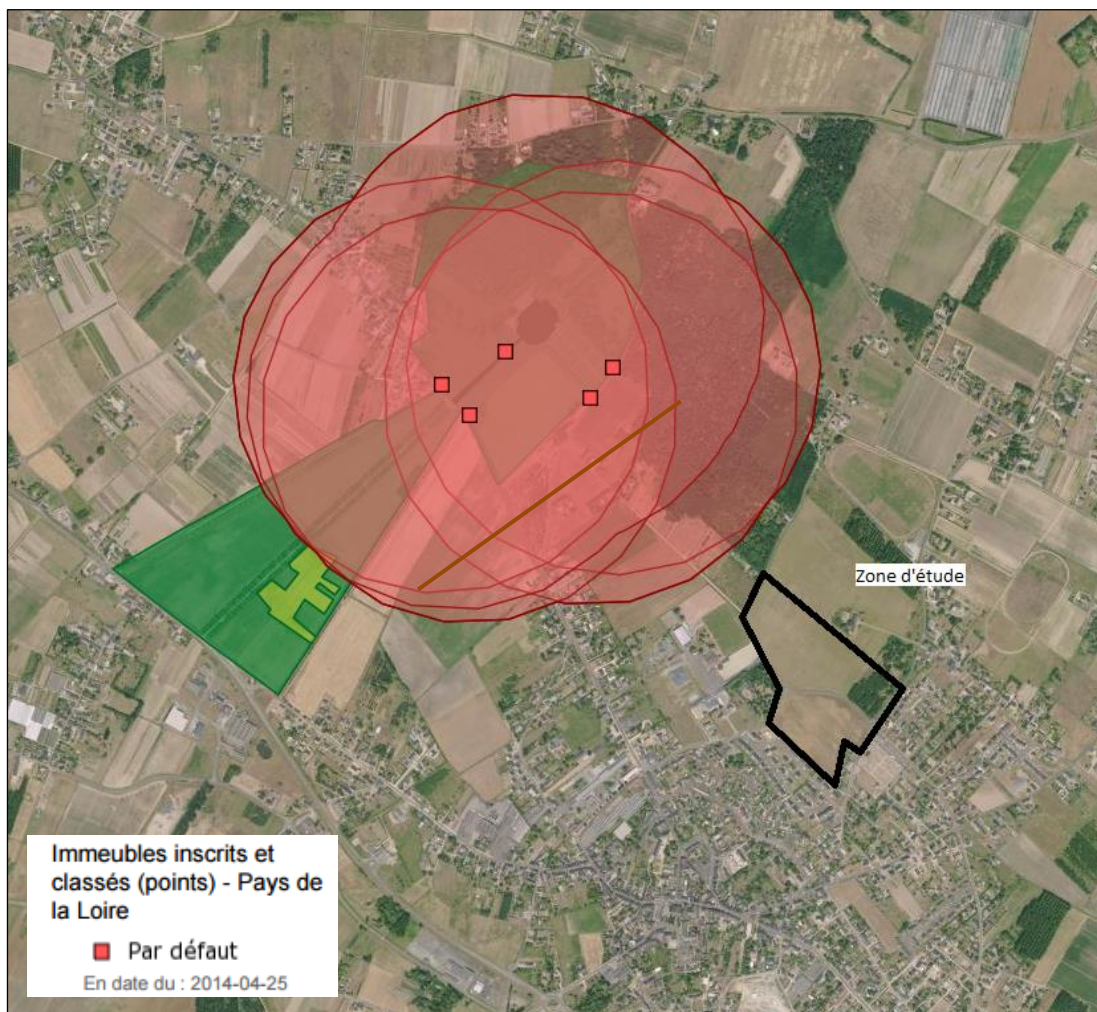 Zone d'étude
Immeubles inscrits et
classés (points) - Pays de
la Loire
Par défaut
En date du : 2014-04-25